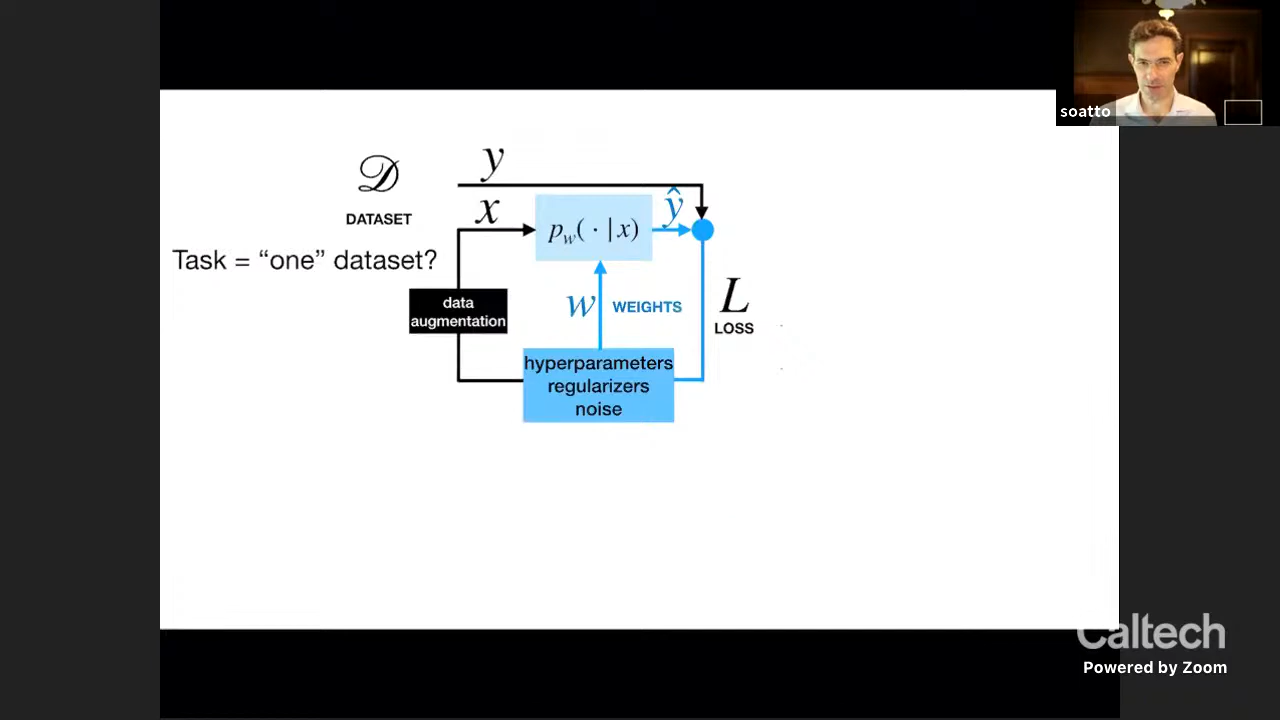 soatto
𝒟
DATASET
y
x
p_w( · | x)
ŷ
Task = “one” dataset?
data
augmentation
w WEIGHTS
L
LOSS
hyperparameters
regularizers
noise
Caltech
Powered by Zoom